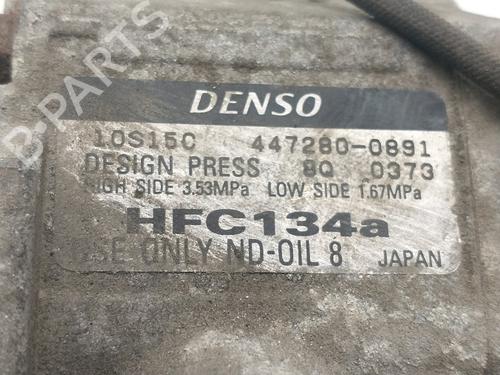 B-PARTS
DENSO
10S15C 447280-0891
DESIGN PRESS 8Q 0373
HIGH SIDE 3.53MPa LOW SIDE 1.67MPa
HFC134a
USE ONLY ND-OIL 8 JAPAN